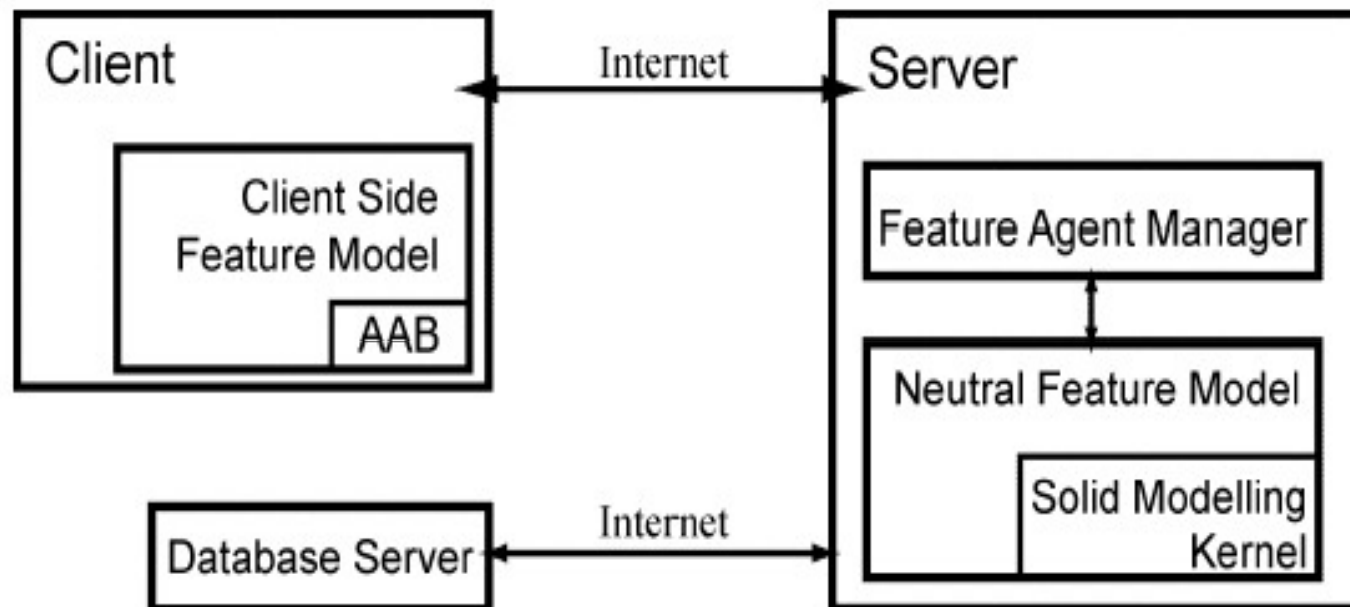 Client
Internet
Server
Client Side
Feature Model
AAB
Feature Agent Manager
Neutral Feature Model
Solid Modelling
Kernel
Internet
Database Server